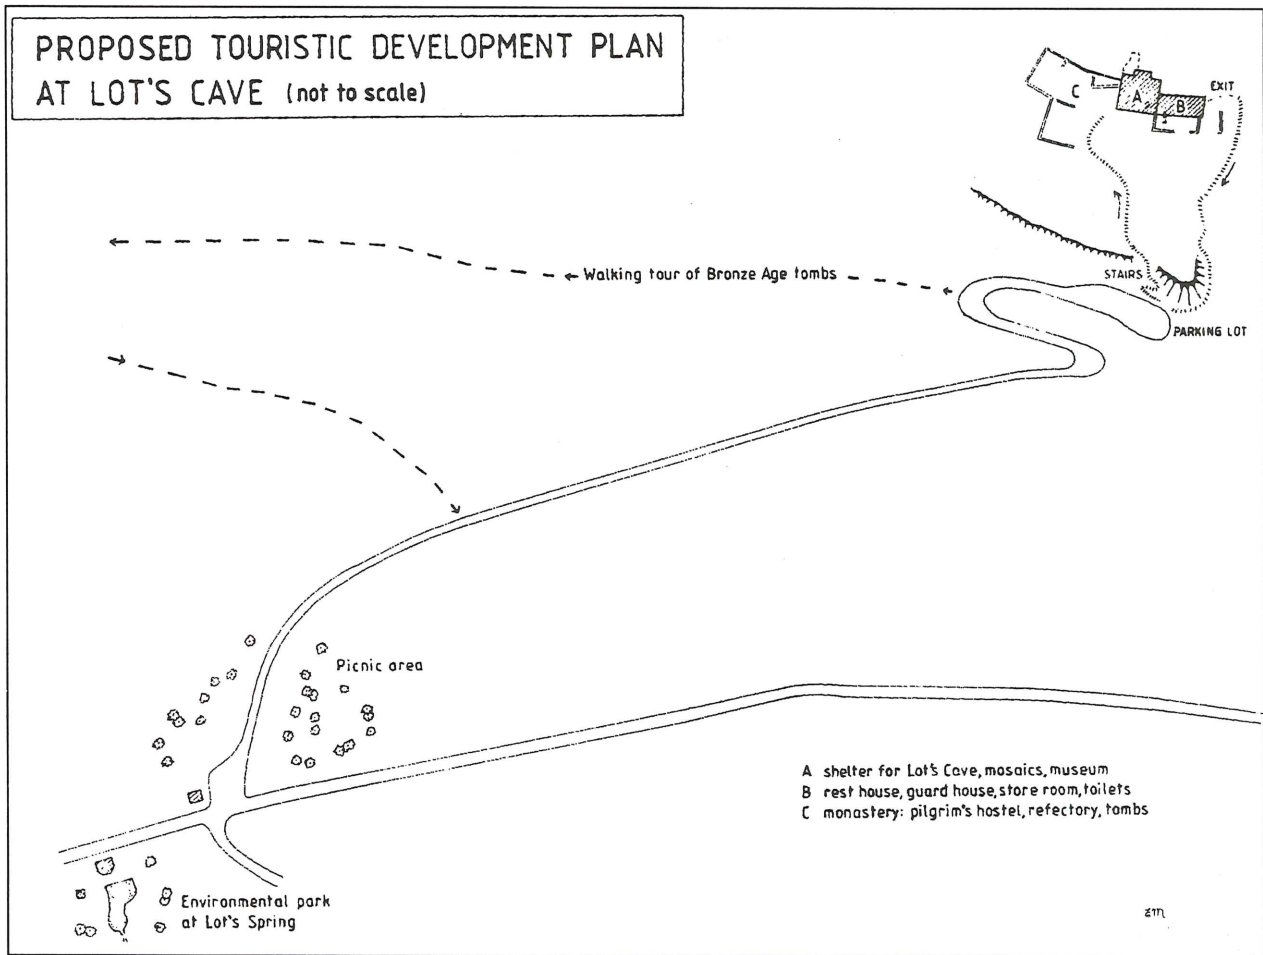 PROPOSED TOURISTIC DEVELOPMENT PLAN
AT LOT'S CAVE (not to scale)
EXIT
C
A
B
Walking tour of Bronze Age tombs
STAIRS
PARKING LOT
Picnic area
A shelter for Lot's Cave, mosaics, museum
B rest house, guard house, store room, toilets
C monastery: pilgrim's hostel, refectory, tombs
Environmental park
at Lot's Spring